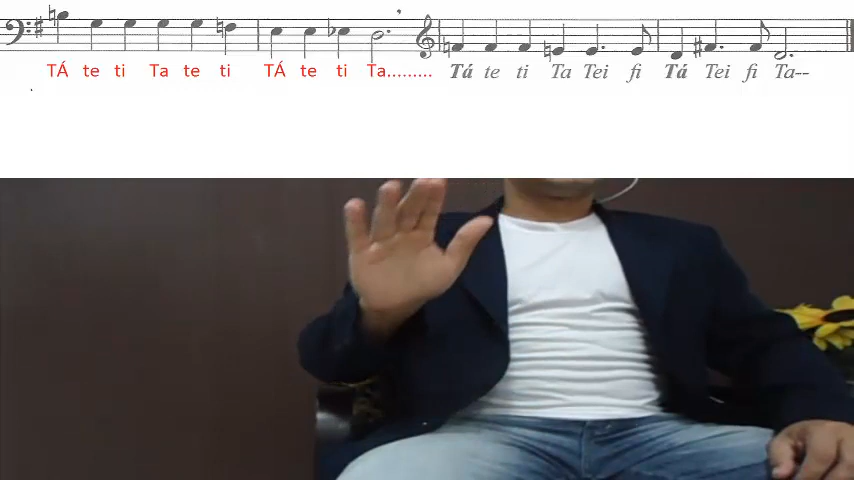 TÁ te ti Ta te ti TÁ te ti Ta......... Tá te ti Ta Tei fi Tá Tei fi Ta--